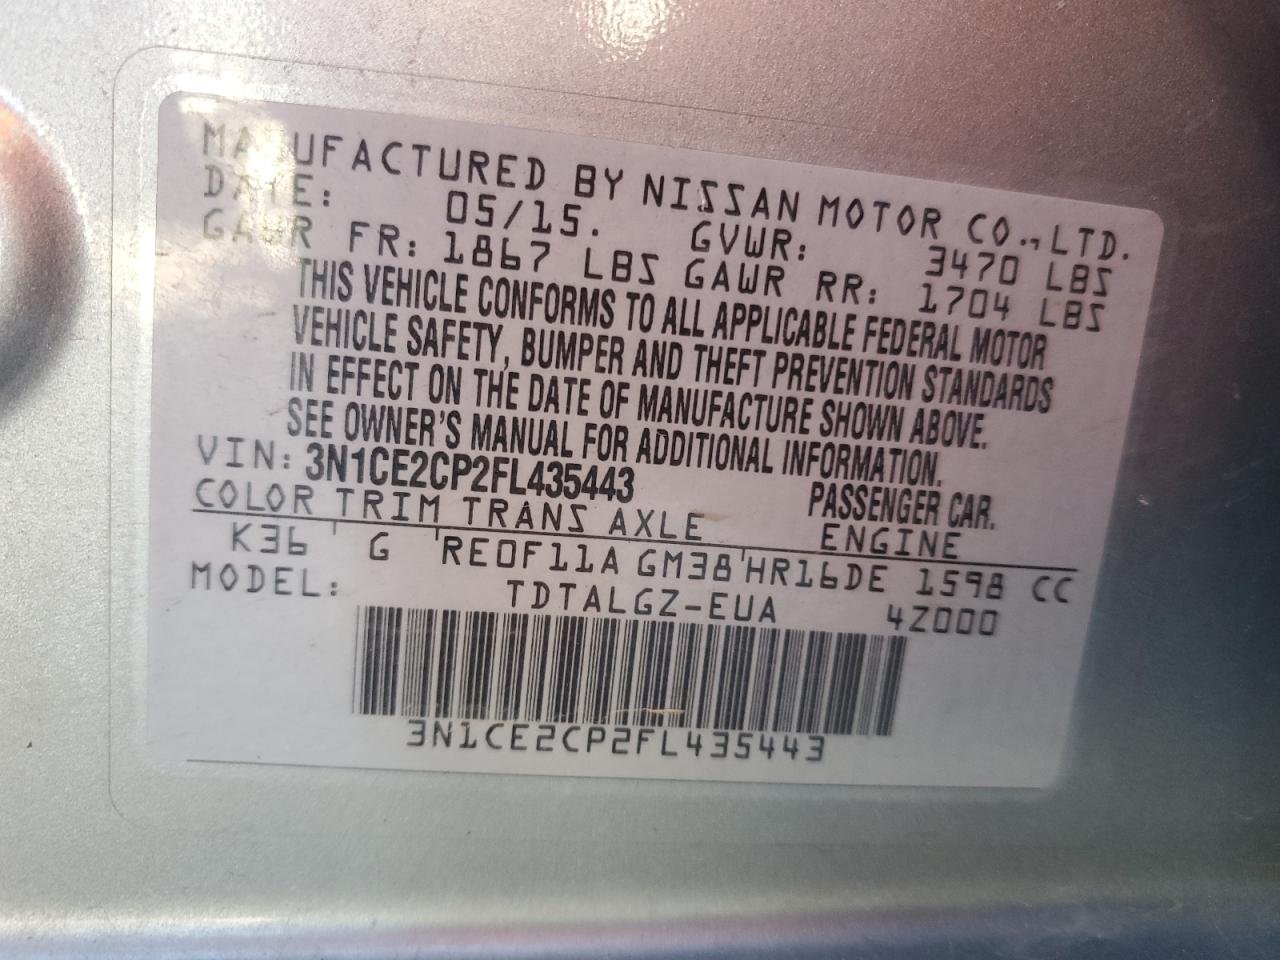 MANUFACTURED BY NISSAN MOTOR CO., LTD.
DATE: 05/15. GVWR: 3470 LBS
GAWR FR: 1867 LBS GAWR RR: 1704 LBS
THIS VEHICLE CONFORMS TO ALL APPLICABLE FEDERAL MOTOR
VEHICLE SAFETY, BUMPER AND THEFT PREVENTION STANDARDS
IN EFFECT ON THE DATE OF MANUFACTURE SHOWN ABOVE.
SEE OWNER'S MANUAL FOR ADDITIONAL INFORMATION.
VIN: 3N1CE2CP2FL435443 PASSENGER CAR.
COLOR TRIM TRANS AXLE ENGINE
K36 G RE0F11A GM38 HR16DE 1598 CC
MODEL: TDTALGZ-EUA 4Z000
3N1CE2CP2FL435443